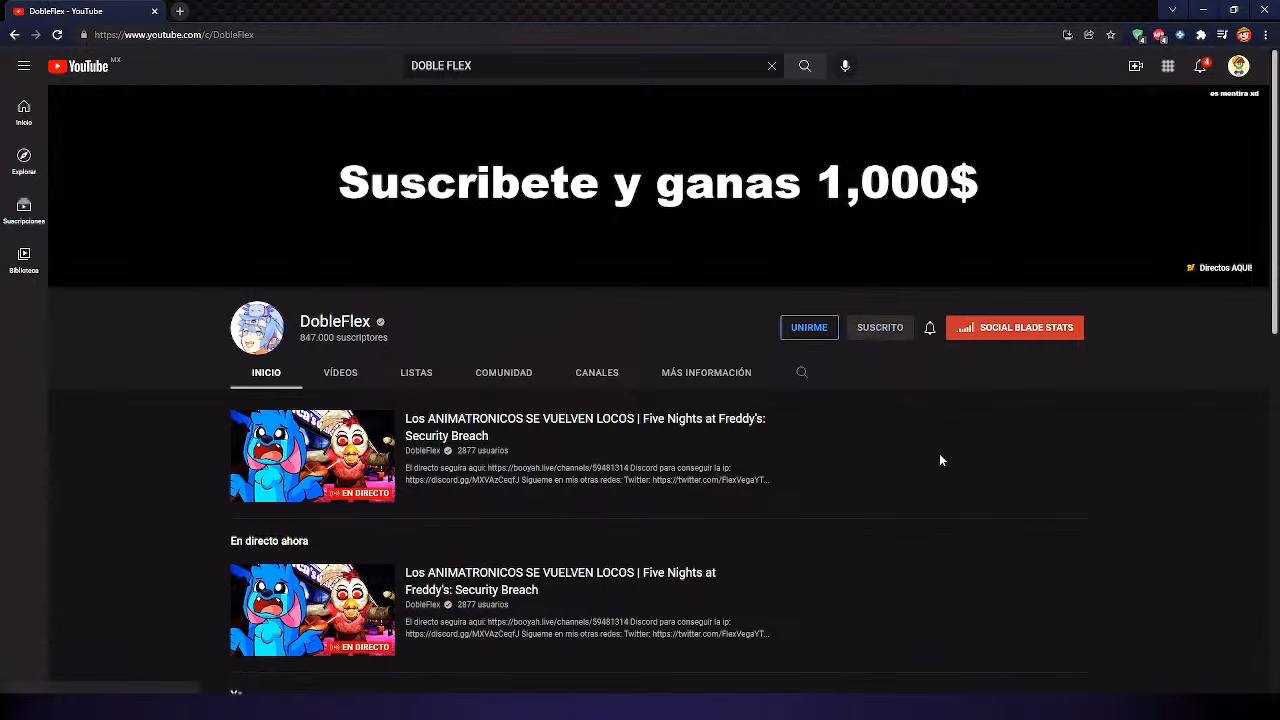 DobleFlex - YouTube
https://www.youtube.com/c/DobleFlex
YouTube MX
DOBLE FLEX
4
Inicio
Explorar
Suscripciones
Biblioteca
es mentira xd
Suscribete y ganas 1,000$
Directos AQUI!
DobleFlex
847.000 suscriptores
UNIRME
SUSCRITO
SOCIAL BLADE STATS
INICIO
VÍDEOS
LISTAS
COMUNIDAD
CANALES
MÁS INFORMACIÓN
Los ANIMATRONICOS SE VUELVEN LOCOS | Five Nights at Freddy's:
Security Breach
DobleFlex 2877 usuarios
El directo seguira aqui: https://booyah.live/channels/59481314 Discord para conseguir la ip:
https://discord.gg/MXVAzCeqfJ Sigueme en mis otras redes: Twitter: https://twitter.com/FlexVegaYT...
EN DIRECTO
En directo ahora
Los ANIMATRONICOS SE VUELVEN LOCOS | Five Nights at
Freddy's: Security Breach
DobleFlex 2877 usuarios
El directo seguira aqui: https://booyah.live/channels/59481314 Discord para conseguir la ip:
https://discord.gg/MXVAzCeqfJ Sigueme en mis otras redes: Twitter: https://twitter.com/FlexVegaYT...
EN DIRECTO